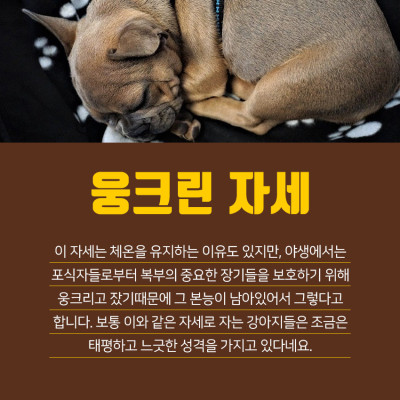 웅크린 자세
이 자세는 체온을 유지하는 이유도 있지만, 야생에서는
포식자들로부터 복부의 중요한 장기들을 보호하기 위해
웅크리고 잤기때문에 그 본능이 남아있어서 그렇다고
합니다. 보통 이와 같은 자세로 자는 강아지들은 조금은
태평하고 느긋한 성격을 가지고 있다네요.